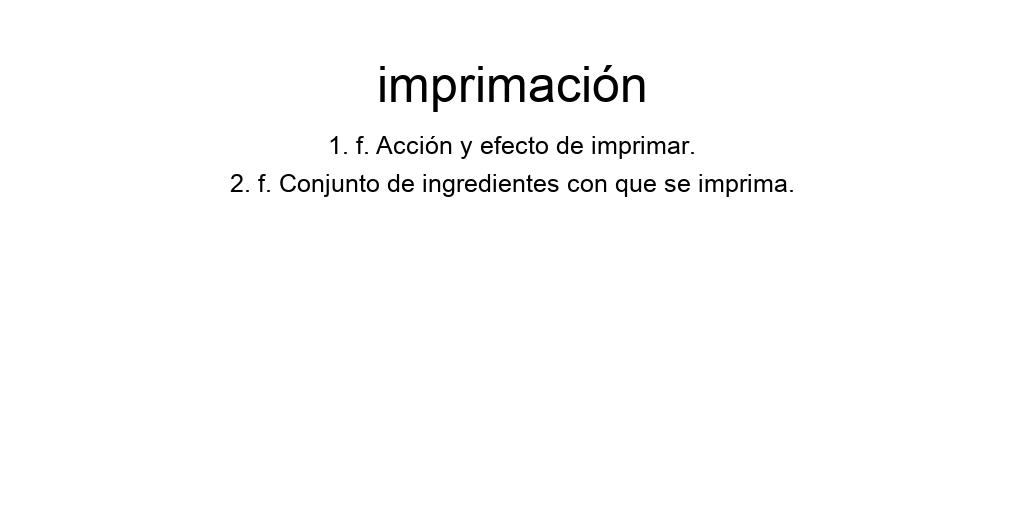 imprimación
1. f. Acción y efecto de imprimar.
2. f. Conjunto de ingredientes con que se imprima.